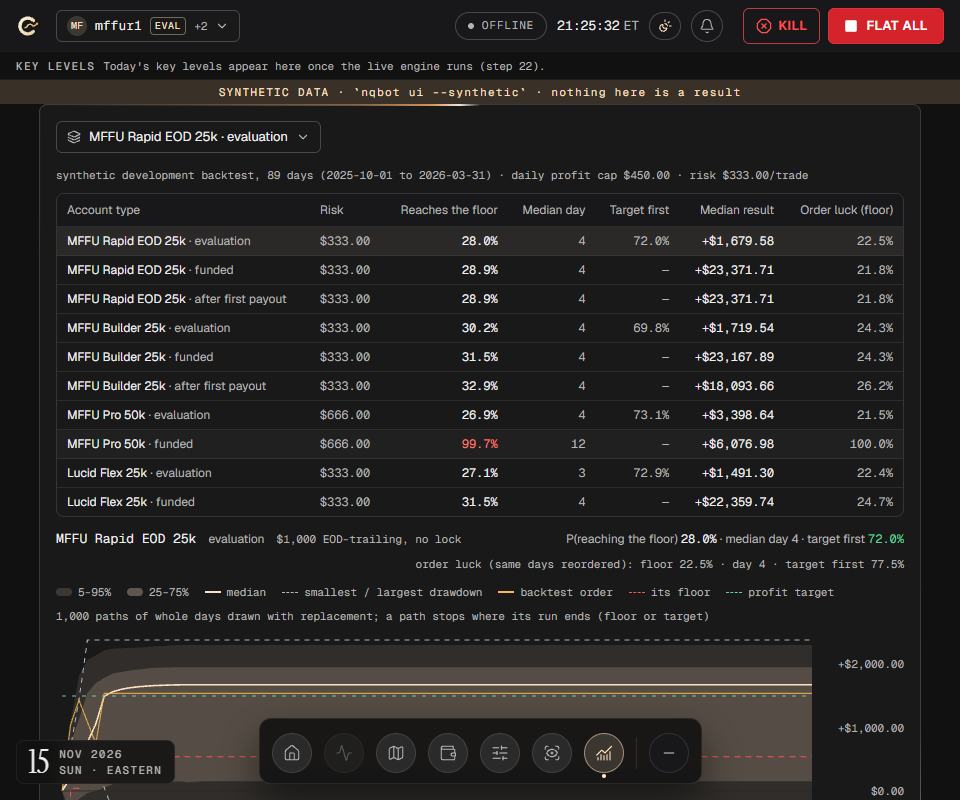 MF mffur1 EVAL +2 OFFLINE 21:25:32 ET KILL FLAT ALL
KEY LEVELS Today's key levels appear here once the live engine runs (step 22).
SYNTHETIC DATA · `nqbot ui --synthetic` · nothing here is a result
MFFU Rapid EOD 25k · evaluation
synthetic development backtest, 89 days (2025-10-01 to 2026-03-31) · daily profit cap $450.00 · risk $333.00/trade
Account type Risk Reaches the floor Median day Target first Median result Order luck (floor)
MFFU Rapid EOD 25k · evaluation $333.00 28.0% 4 72.0% +$1,679.58 22.5%
MFFU Rapid EOD 25k · funded $333.00 28.9% 4 — +$23,371.71 21.8%
MFFU Rapid EOD 25k · after first payout $333.00 28.9% 4 — +$23,371.71 21.8%
MFFU Builder 25k · evaluation $333.00 30.2% 4 69.8% +$1,719.54 24.3%
MFFU Builder 25k · funded $333.00 31.5% 4 — +$23,167.89 24.3%
MFFU Builder 25k · after first payout $333.00 32.9% 4 — +$18,093.66 26.2%
MFFU Pro 50k · evaluation $666.00 26.9% 4 73.1% +$3,398.64 21.5%
MFFU Pro 50k · funded $666.00 99.7% 12 — +$6,076.98 100.0%
Lucid Flex 25k · evaluation $333.00 27.1% 3 72.9% +$1,491.30 22.4%
Lucid Flex 25k · funded $333.00 31.5% 4 — +$22,359.74 24.7%
MFFU Rapid EOD 25k evaluation $1,000 EOD-trailing, no lock P(reaching the floor) 28.0% · median day 4 · target first 72.0%
order luck (same days reordered): floor 22.5% · day 4 · target first 77.5%
5-95% 25-75% median smallest / largest drawdown backtest order its floor profit target
1,000 paths of whole days drawn with replacement; a path stops where its run ends (floor or target)
+$2,000.00
+$1,000.00
$0.00
15 NOV 2026
SUN · EASTERN